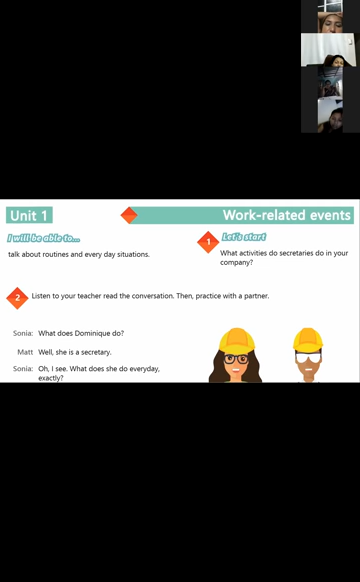 Unit 1
Work-related events
I will be able to...
talk about routines and every day situations.
1
Let's start
What activities do secretaries do in your
company?
2
Listen to your teacher read the conversation. Then, practice with a partner.
Sonia: What does Dominique do?
Matt Well, she is a secretary.
Sonia: Oh, I see. What does she do everyday,
exactly?